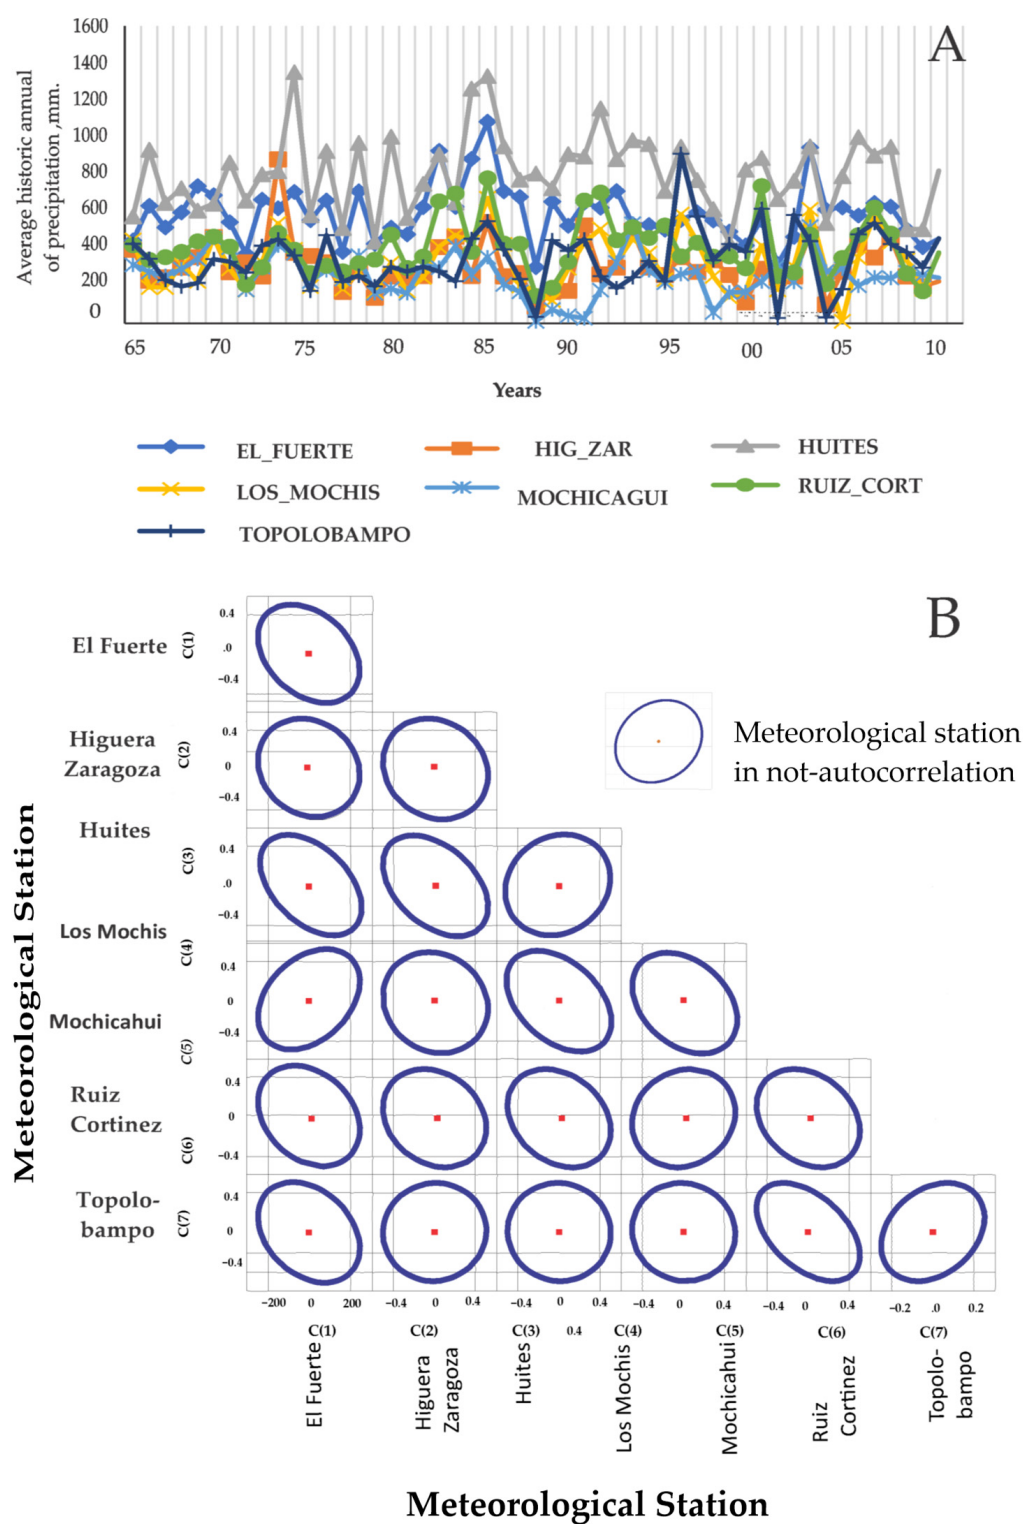 A
Average historic annual
of precipitation ,mm.
1600
1400
1200
1000
800
600
400
200
0
65 70 75 80 85 90 95 00 05 10
Years
EL_FUERTE HIG_ZAR HUITES
LOS_MOCHIS MOCHICAGUI RUIZ_CORT
TOPOLOBAMPO
B
Meteorological station
in not-autocorrelation
Meteorological Station
El Fuerte
C(1)
0.4
.0
-0.4
Higuera
Zaragoza
C(2)
0.4
0
-0.4
Huites
C(3)
0.4
.0
-0.4
Los Mochis
C(4)
0.4
0
-0.4
Mochicahui
C(5)
0.4
0
-0.4
Ruiz
Cortinez
C(6)
Topolo-
bampo
C(7)
0.4
0
-0.4
-200 0 200 -0.4 0 0.4 -0.4 0 0.4 -0.4 0 0.4 -0.4 0 0.4 -0.2 .0 0.2
C(1) C(2) C(3) 0.4 C(4) C(5) C(6) C(7)
El Fuerte
Higuera
Zaragoza
Huites
Los Mochis
Mochicahui
Ruiz
Cortinez
Topolo-
bampo
Meteorological Station